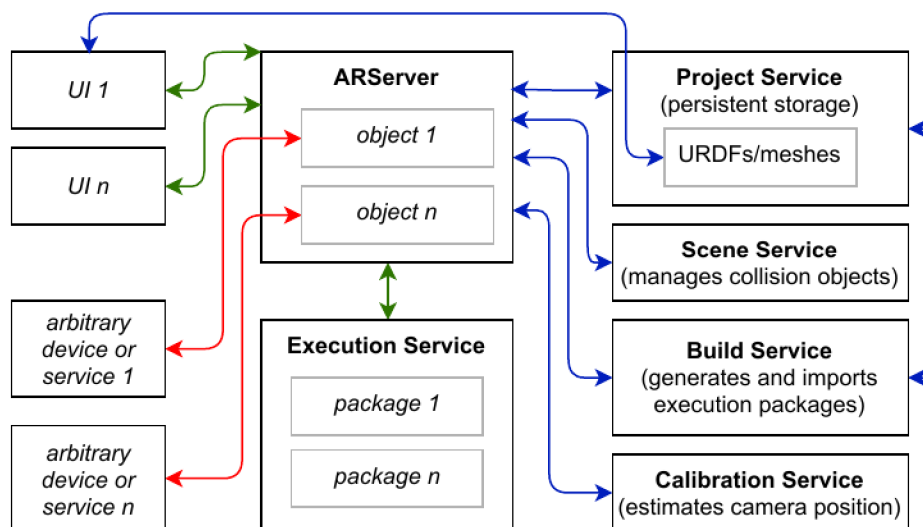 UI 1
UI n
arbitrary
device or
service 1
arbitrary
device or
service n
ARServer
object 1
object n
Execution Service
package 1
package n
Project Service
(persistent storage)
URDFs/meshes
Scene Service
(manages collision objects)
Build Service
(generates and imports
execution packages)
Calibration Service
(estimates camera position)